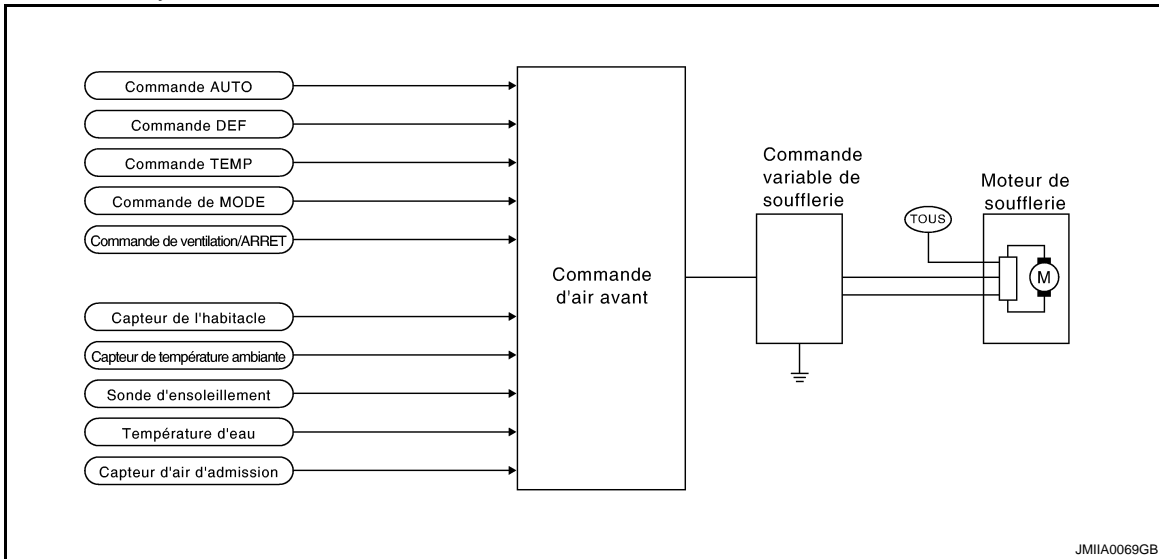 Commande AUTO
Commande DEF
Commande TEMP
Commande de MODE
Commande de ventilation/ARRET
Capteur de l'habitacle
Capteur de température ambiante
Sonde d'ensoleillement
Température d'eau
Capteur d'air d'admission
Commande
d'air avant
Commande
variable de
soufflerie
TOUS
Moteur de
soufflerie
M
JMIIA0069GB